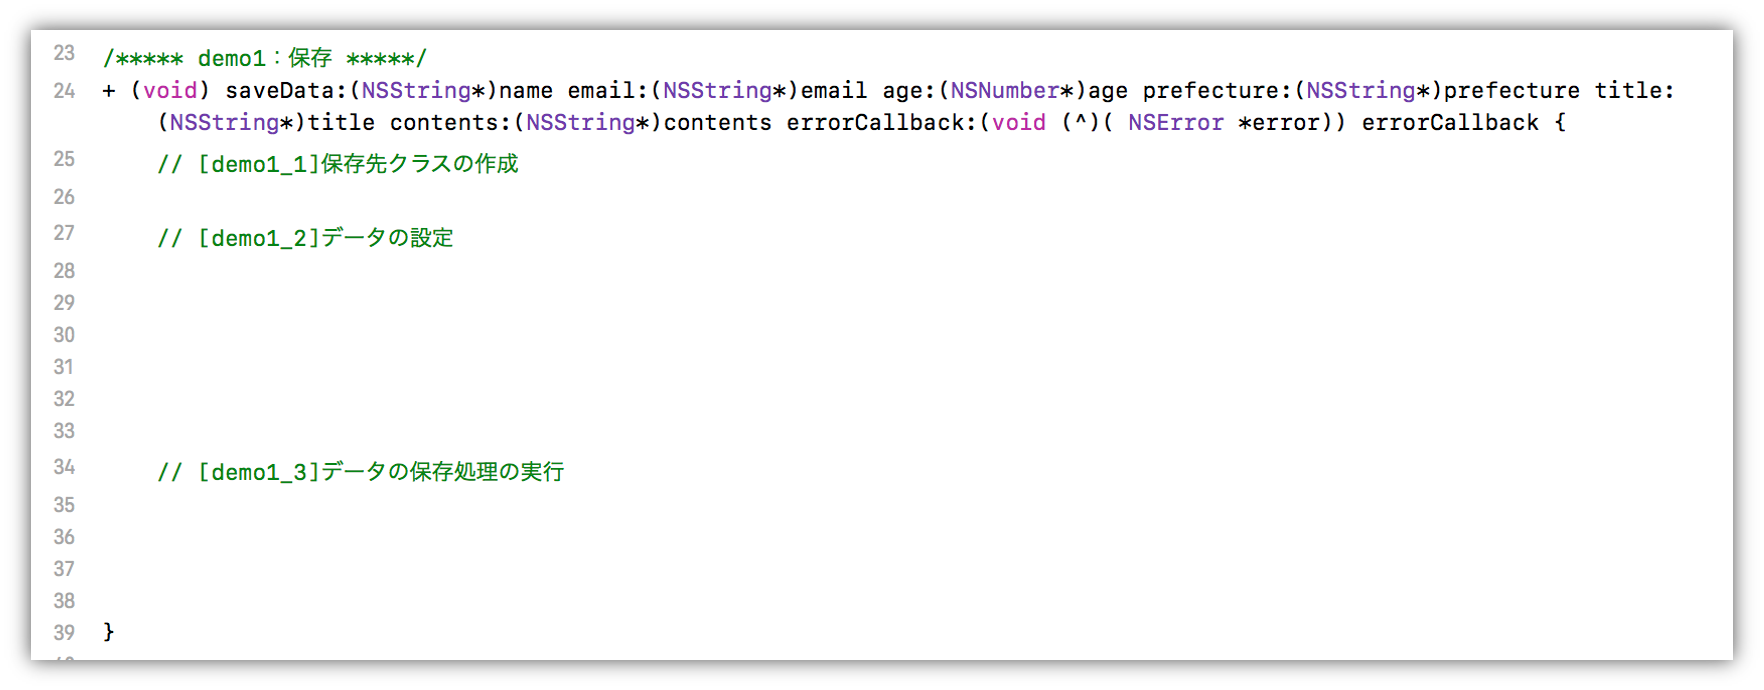 23 /***** demo1：保存 *****/
24 + (void) saveData:(NSString*)name email:(NSString*)email age:(NSNumber*)age prefecture:(NSString*)prefecture title:
(NSString*)title contents:(NSString*)contents errorCallback:(void (^)( NSError *error)) errorCallback {
25 // [demo1_1]保存先クラスの作成
26
27 // [demo1_2]データの設定
28
29
30
31
32
33
34 // [demo1_3]データの保存処理の実行
35
36
37
38
39 }